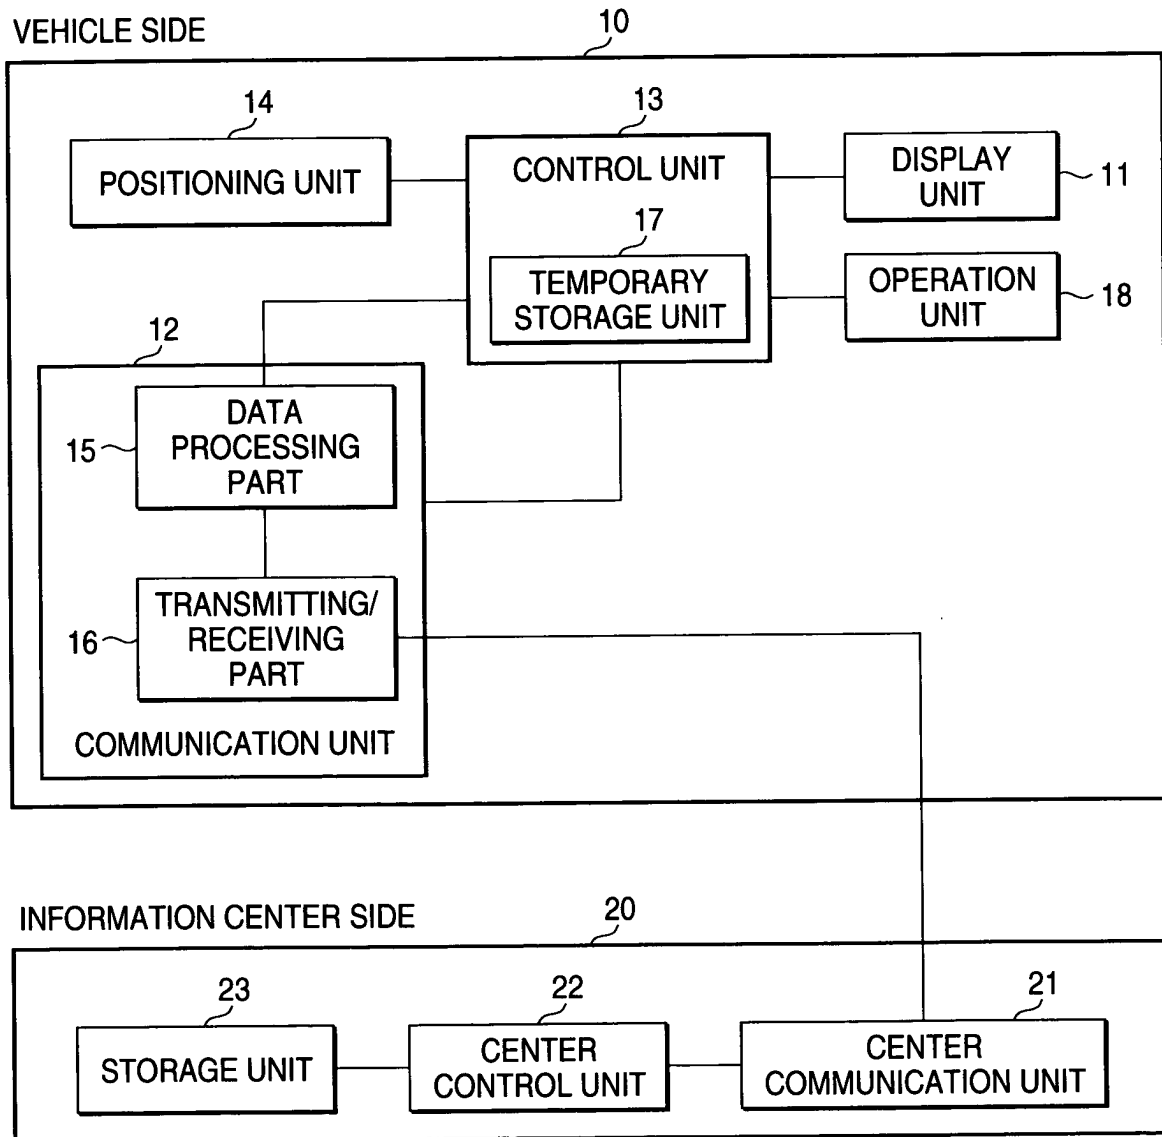 VEHICLE SIDE
10
14
POSITIONING UNIT
13
CONTROL UNIT
17
TEMPORARY
STORAGE UNIT
DISPLAY
UNIT
11
OPERATION
UNIT
18
12
15
DATA
PROCESSING
PART
16
TRANSMITTING/
RECEIVING
PART
COMMUNICATION UNIT
INFORMATION CENTER SIDE
20
23
STORAGE UNIT
22
CENTER
CONTROL UNIT
21
CENTER
COMMUNICATION UNIT